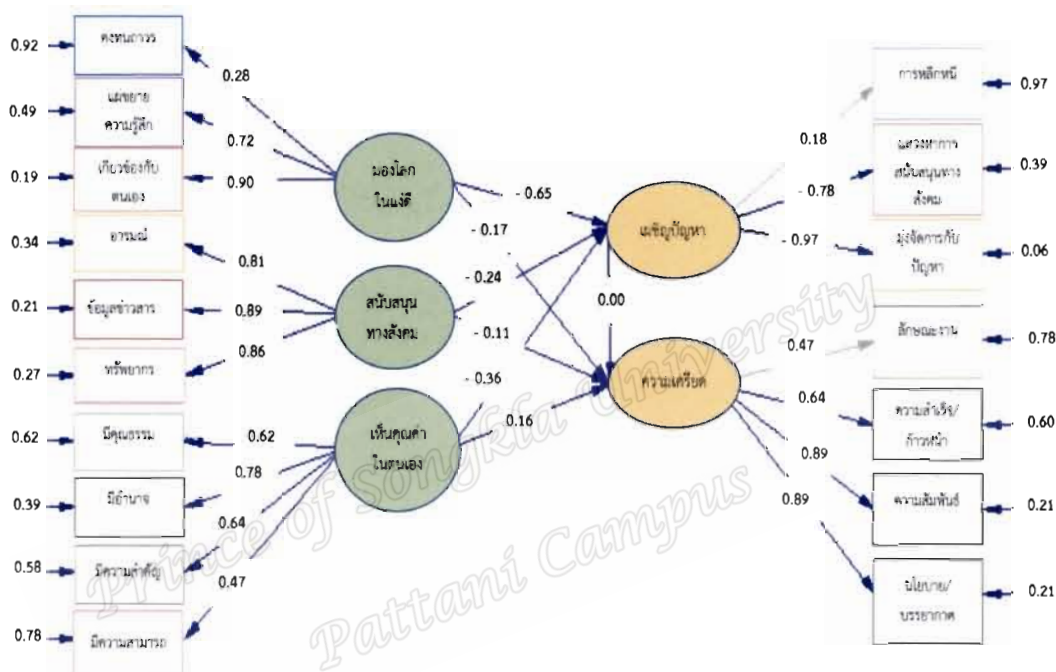 0.92
คงทนถาวร
0.28
0.49
แผ่ขยาย
ความรู้สึก
0.72
0.19
เกี่ยวข้องกับ
ตนเอง
0.90
0.34
อารมณ์
0.81
0.21
ข้อมูลข่าวสาร
0.89
0.27
ทรัพยากร
0.86
0.62
มีคุณธรรม
0.62
0.39
มีอำนาจ
0.78
0.58
มีความสำคัญ
0.64
0.78
มีความสามารถ
0.47
มองโลก
ในแง่ดี
สนับสนุน
ทางสังคม
เห็นคุณค่า
ในตนเอง
- 0.65
- 0.17
- 0.24
- 0.11
- 0.36
0.16
เผชิญปัญหา
0.00
ความเครียด
0.18
การหลีกหนี
0.97
- 0.78
แสวงหาการ
สนับสนุนทาง
สังคม
0.39
- 0.97
มุ่งจัดการกับ
ปัญหา
0.06
0.47
ลักษณะงาน
0.78
0.64
ความสำเร็จ/
ก้าวหน้า
0.60
0.89
ความสัมพันธ์
0.21
0.89
นโยบาย/
บรรยากาศ
0.21
Prince of Songkla University
Pattani Campus